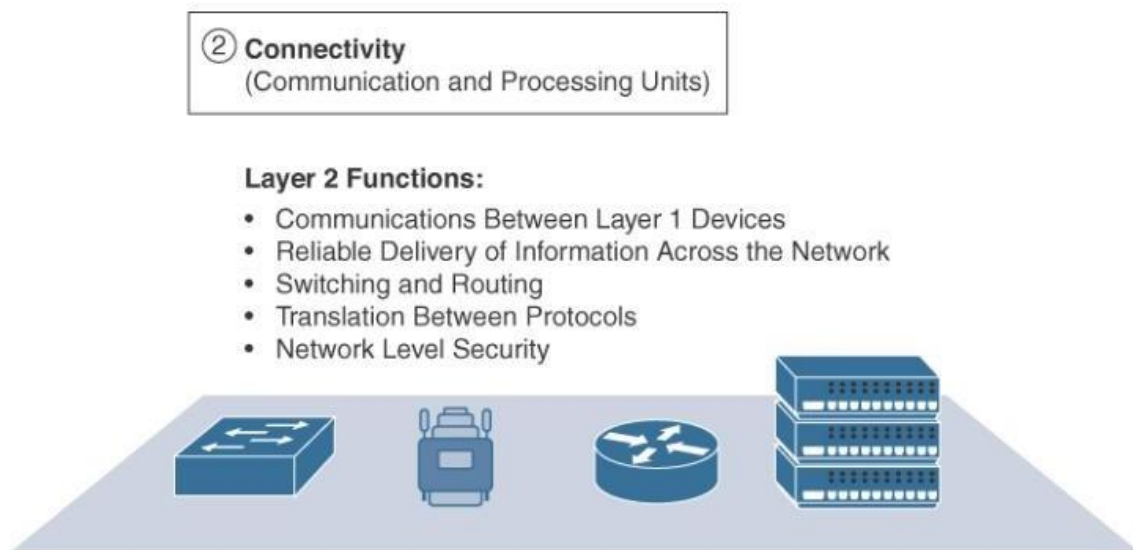 ② Connectivity
(Communication and Processing Units)
Layer 2 Functions:
• Communications Between Layer 1 Devices
• Reliable Delivery of Information Across the Network
• Switching and Routing
• Translation Between Protocols
• Network Level Security